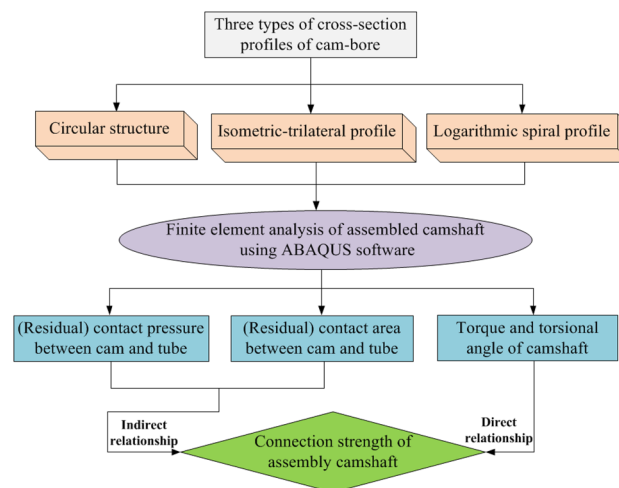 Three types of cross-section
profiles of cam-bore
Circular structure
Isometric-trilateral profile
Logarithmic spiral profile
Finite element analysis of assembled camshaft
using ABAQUS software
(Residual) contact pressure
between cam and tube
(Residual) contact area
between cam and tube
Torque and torsional
angle of camshaft
Indirect
relationship
Direct
relationship
Connection strength of
assembly camshaft